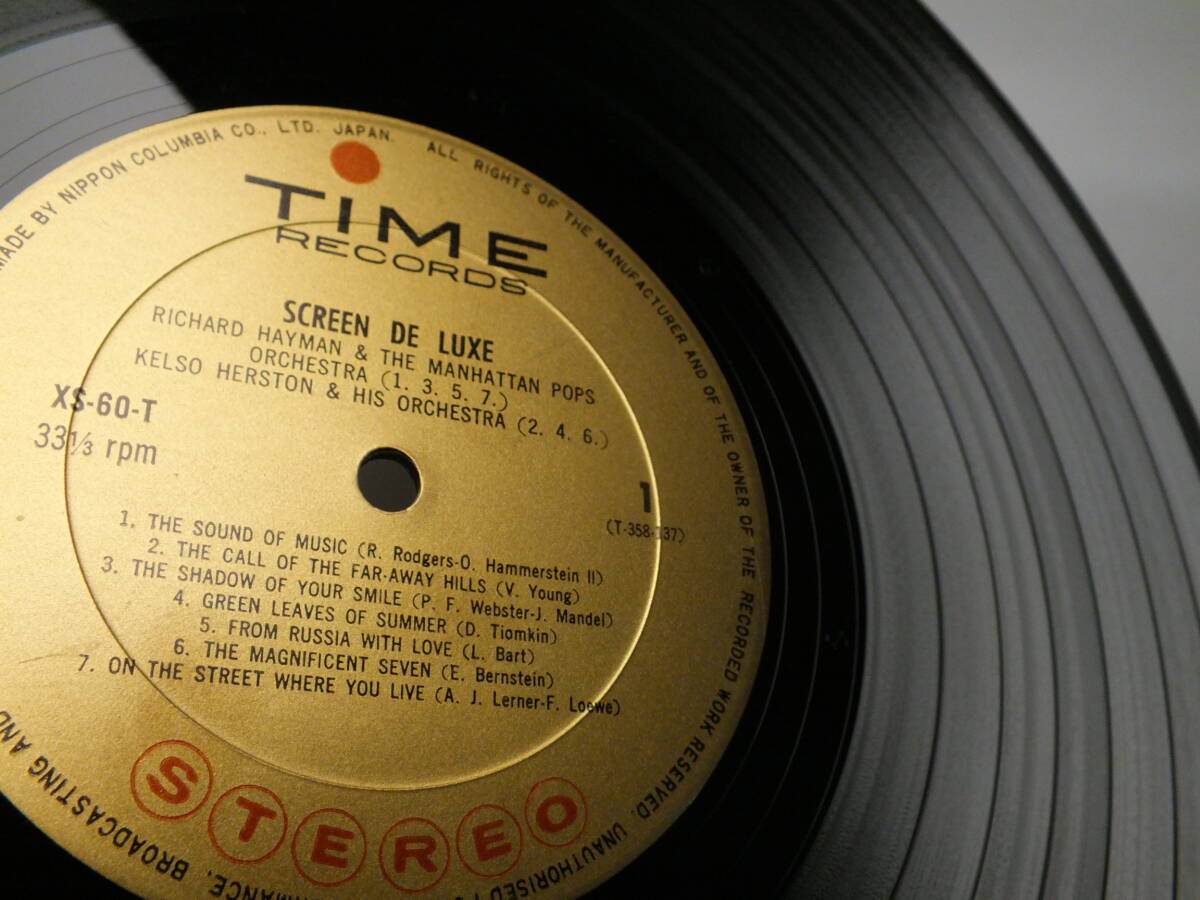 MADE BY NIPPON COLUMBIA CO., LTD. JAPAN. ALL RIGHTS OF THE MANUFACTURER AND OF THE OWNER OF THE RECORDED WORK RESERVED. UNAUTHORISED
BROADCASTING AND
TIME
RECORDS
SCREEN DE LUXE
RICHARD HAYMAN & THE MANHATTAN POPS
ORCHESTRA (1. 3. 5. 7.)
KELSO HERSTON & HIS ORCHESTRA (2. 4. 6.)
XS-60-T
33⅓ rpm
1
(T-358-137)
1. THE SOUND OF MUSIC (R. Rodgers-O. Hammerstein II)
2. THE CALL OF THE FAR-AWAY HILLS (V. Young)
3. THE SHADOW OF YOUR SMILE (P. F. Webster-J. Mandel)
4. GREEN LEAVES OF SUMMER (D. Tiomkin)
5. FROM RUSSIA WITH LOVE (L. Bart)
6. THE MAGNIFICENT SEVEN (E. Bernstein)
7. ON THE STREET WHERE YOU LIVE (A. J. Lerner-F. Loewe)
STEREO